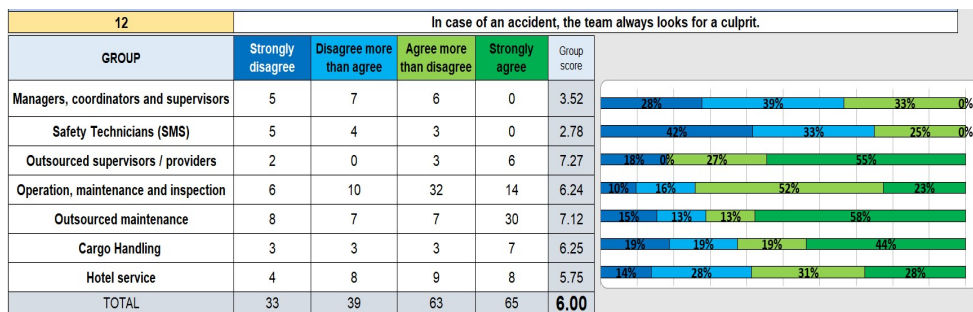 12 In case of an accident, the team always looks for a culprit.
GROUP Strongly disagree Disagree more than agree Agree more than disagree Strongly agree Group score
Managers, coordinators and supervisors 5 7 6 0 3.52 28% 39% 33% 0%
Safety Technicians (SMS) 5 4 3 0 2.78 42% 33% 25% 0%
Outsourced supervisors / providers 2 0 3 6 7.27 18% 0% 27% 55%
Operation, maintenance and inspection 6 10 32 14 6.24 10% 16% 52% 23%
Outsourced maintenance 8 7 7 30 7.12 15% 13% 13% 58%
Cargo Handling 3 3 3 7 6.25 19% 19% 19% 44%
Hotel service 4 8 9 8 5.75 14% 28% 31% 28%
TOTAL 33 39 63 65 6.00